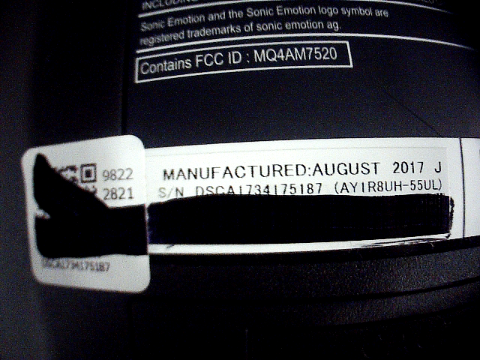 INCLUDING
Sonic Emotion and the Sonic Emotion logo symbol are
registered trademarks of sonic emotion ag.
Contains FCC ID : MQ4AM7520
9822
2821
MANUFACTURED:AUGUST 2017 J
S/N DSCA1734175187 (AY1R8UH-55UL)
DSCA1734175187